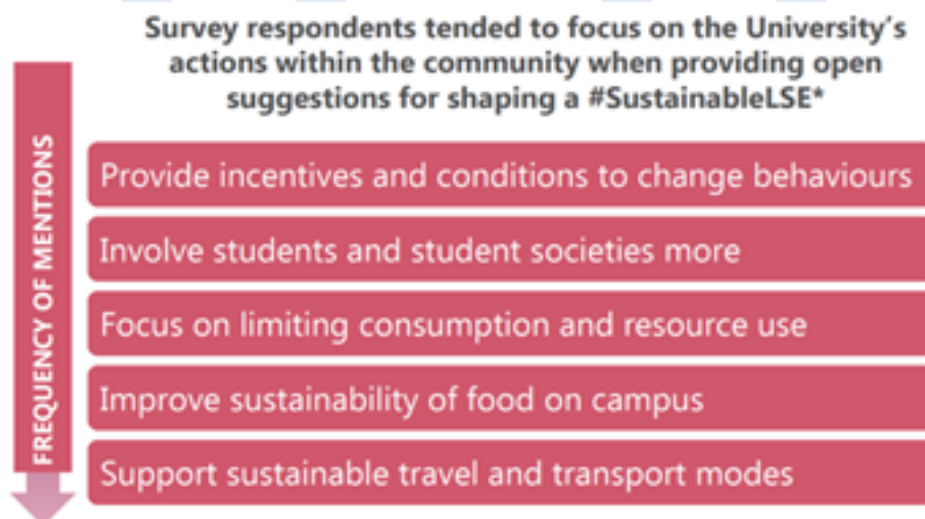 Survey respondents tended to focus on the University's
actions within the community when providing open
suggestions for shaping a #SustainableLSE*
FREQUENCY OF MENTIONS
Provide incentives and conditions to change behaviours
Involve students and student societies more
Focus on limiting consumption and resource use
Improve sustainability of food on campus
Support sustainable travel and transport modes